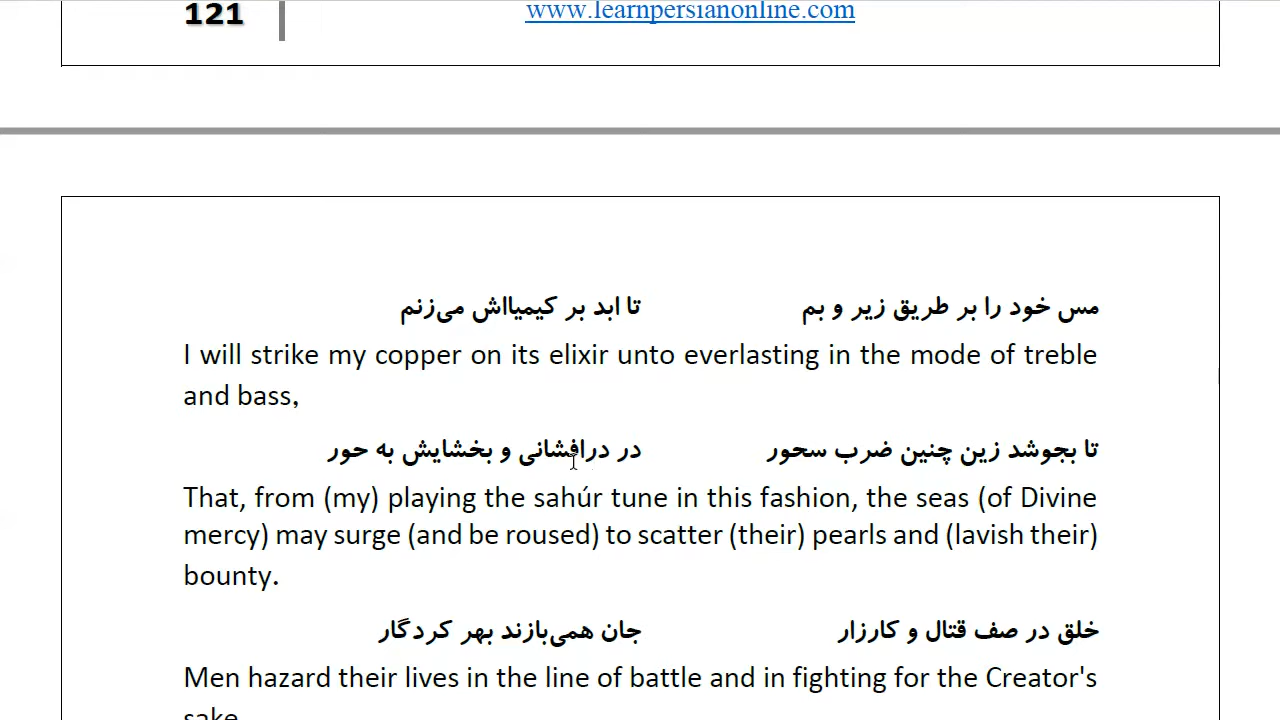 121 www.learnpersianonline.com
مس خود را بر طریق زیر و بم تا ابد بر کیمیااش می‌زنم
I will strike my copper on its elixir unto everlasting in the mode of treble
and bass,
تا بجوشد زین چنین ضرب سحور در درافشانی و بخشایش به حور
That, from (my) playing the sahúr tune in this fashion, the seas (of Divine
mercy) may surge (and be roused) to scatter (their) pearls and (lavish their)
bounty.
خلق در صف قتال و کارزار جان همی‌بازند بهر کردگار
Men hazard their lives in the line of battle and in fighting for the Creator's
sake